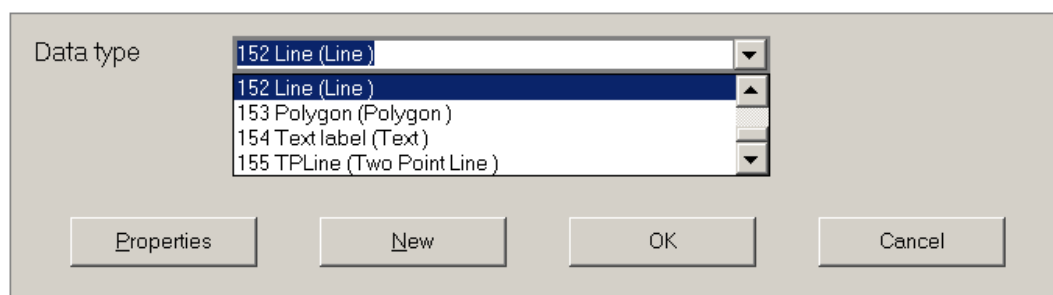 Data type
152 Line (Line )
152 Line (Line )
153 Polygon (Polygon )
154 Text label (Text )
155 TPLine (Two Point Line )
Properties New OK Cancel